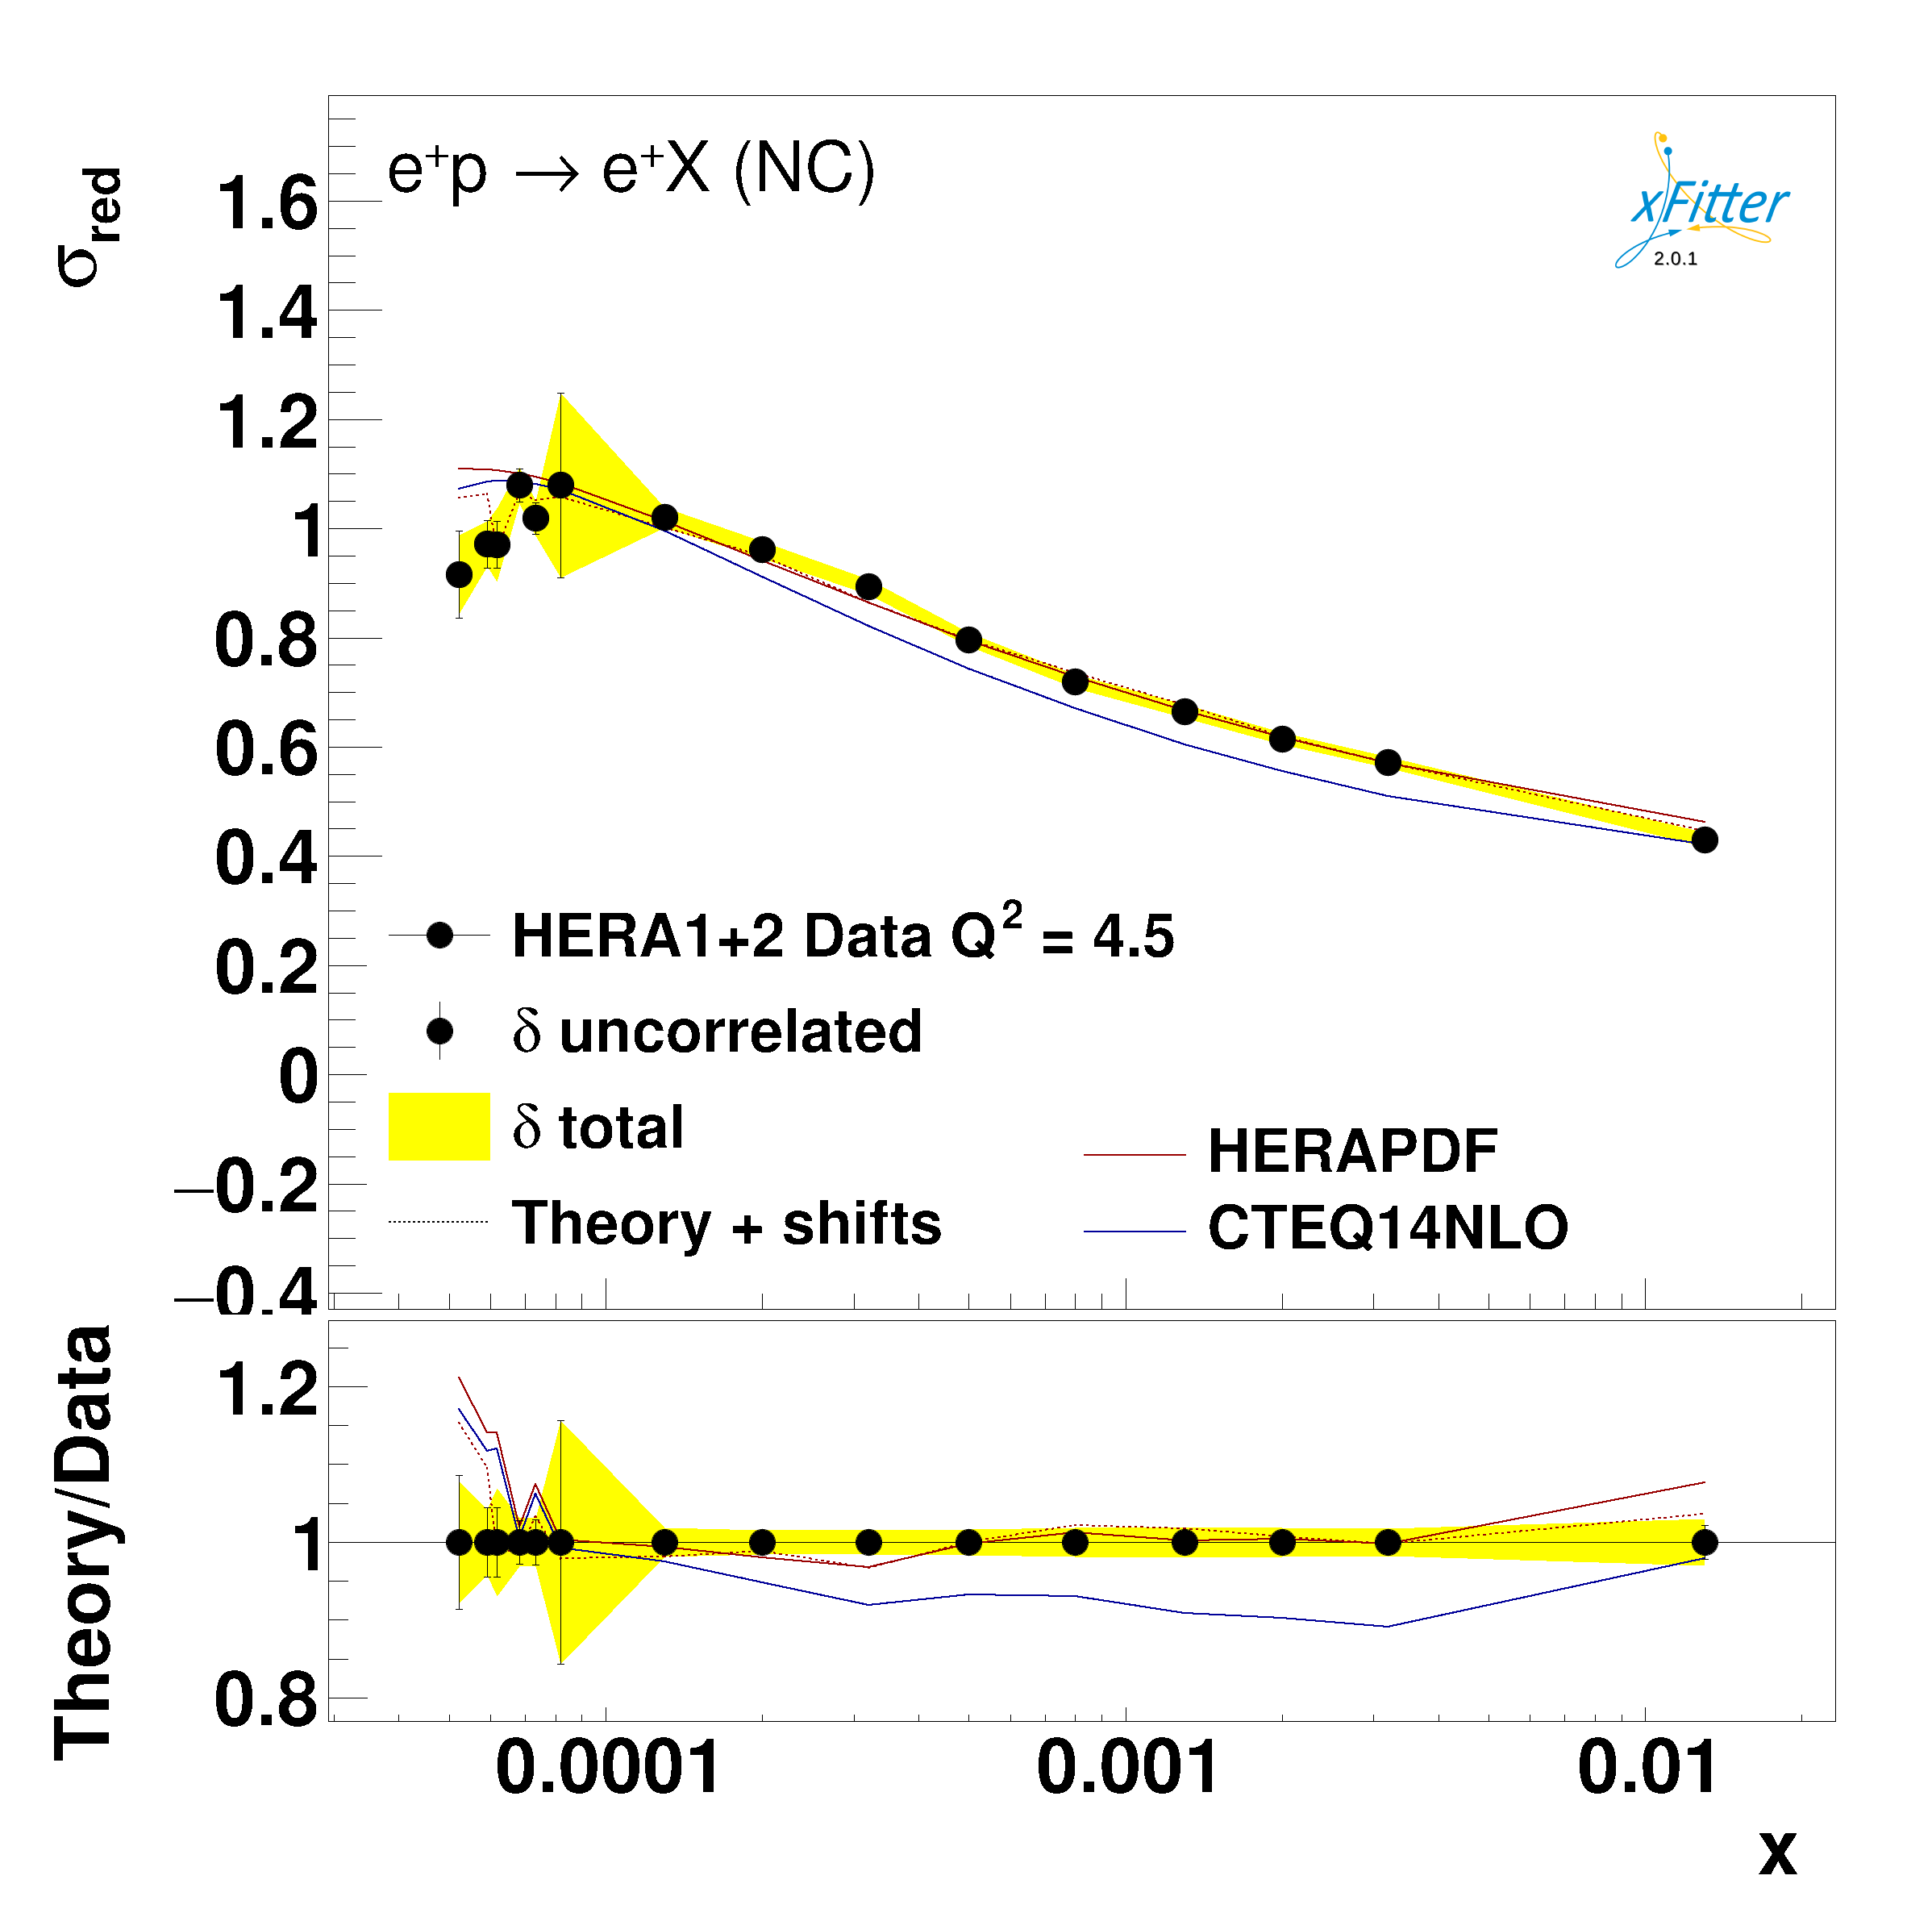 σred
e+p → e+X (NC)
xFitter
2.0.1
1.6
1.4
1.2
1
0.8
0.6
0.4
0.2
0
−0.2
−0.4
HERA1+2 Data Q2 = 4.5
δ uncorrelated
δ total
Theory + shifts
HERAPDF
CTEQ14NLO
Theory/Data
1.2
1
0.8
0.0001 0.001 0.01
x